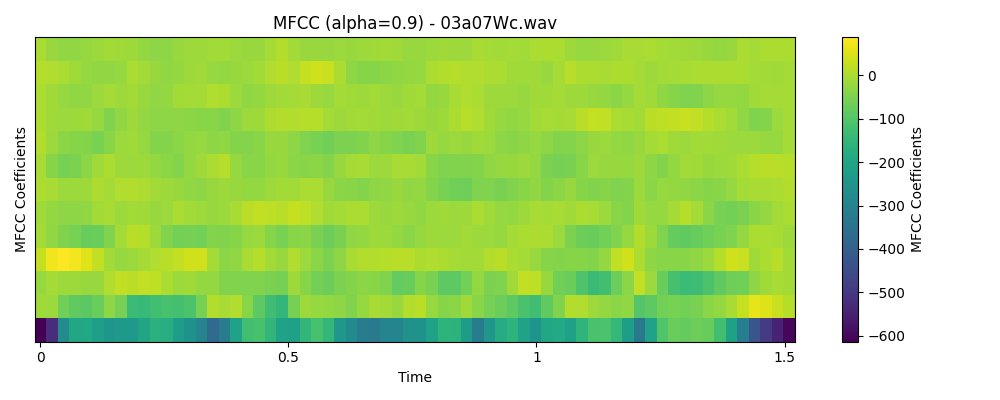 MFCC (alpha=0.9) - 03a07Wc.wav
MFCC Coefficients
0
0.5
1
1.5
Time
0
−100
−200
−300
−400
−500
−600
MFCC Coefficients